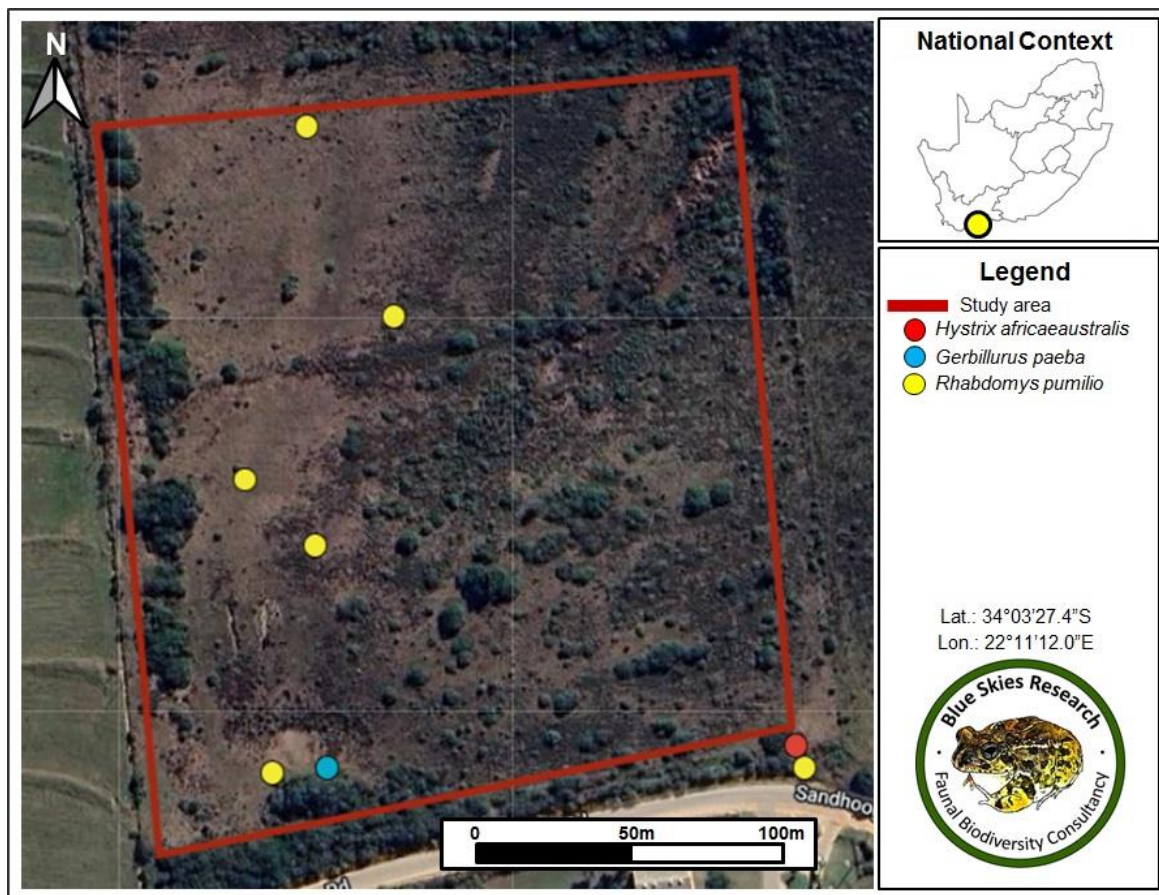 N
National Context
Legend
Study area
Hystrix africaeaustralis
Gerbillurus paeba
Rhabdomys pumilio
Lat.: 34°03'27.4"S
Lon.: 22°11'12.0"E
Blue Skies Research
Faunal Biodiversity Consultancy
Sandhoo
0 50m 100m
Rd